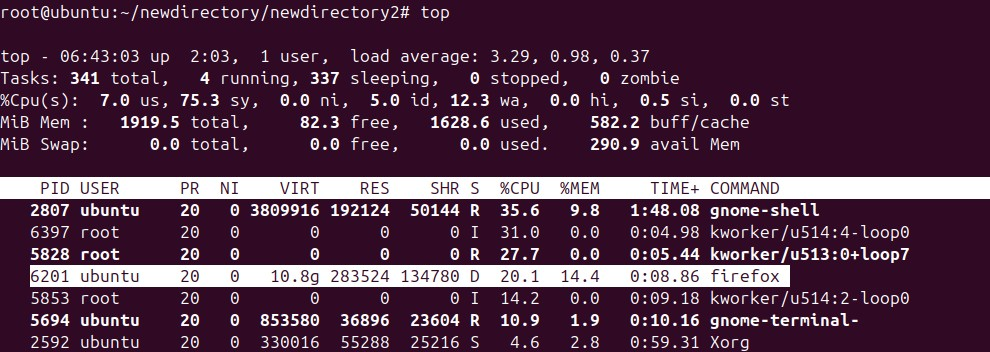 root@ubuntu:~/newdirectory/newdirectory2# top
top - 06:43:03 up  2:03,  1 user,  load average: 3.29, 0.98, 0.37
Tasks: 341 total,   4 running, 337 sleeping,   0 stopped,   0 zombie
%Cpu(s):  7.0 us, 75.3 sy,  0.0 ni,  5.0 id, 12.3 wa,  0.0 hi,  0.5 si,  0.0 st
MiB Mem :   1919.5 total,     82.3 free,   1628.6 used,    582.2 buff/cache
MiB Swap:      0.0 total,      0.0 free,      0.0 used.    290.9 avail Mem
PID USER      PR  NI    VIRT    RES    SHR S  %CPU  %MEM     TIME+ COMMAND
2807 ubuntu    20   0 3809916 192124  50144 R  35.6   9.8   1:48.08 gnome-shell
6397 root      20   0       0      0      0 I  31.0   0.0   0:04.98 kworker/u514:4-loop0
5828 root      20   0       0      0      0 R  27.7   0.0   0:05.44 kworker/u513:0+loop7
6201 ubuntu    20   0   10.8g 283524 134780 D  20.1  14.4   0:08.86 firefox
5853 root      20   0       0      0      0 I  14.2   0.0   0:09.18 kworker/u514:2-loop0
5694 ubuntu    20   0  853580  36896  23604 R  10.9   1.9   0:10.16 gnome-terminal-
2592 ubuntu    20   0  330016  55288  25216 S   4.6   2.8   0:59.31 Xorg